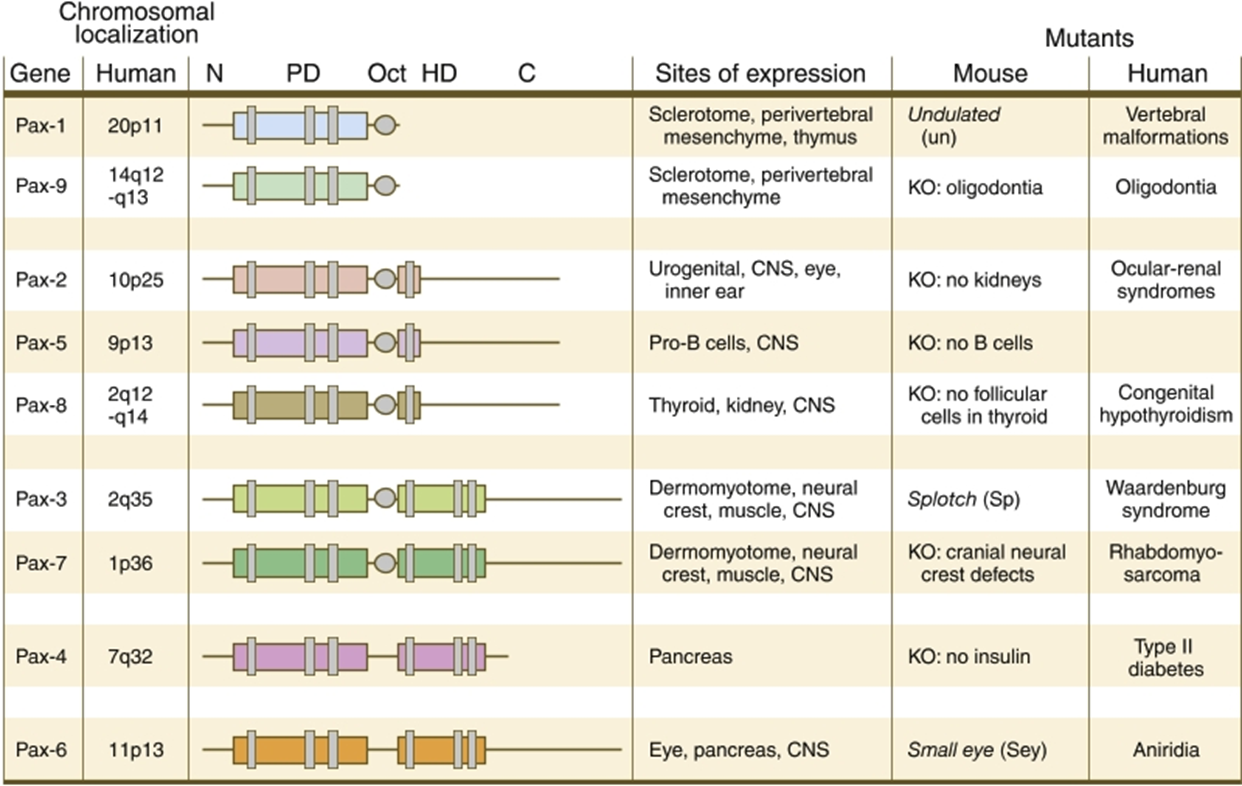 Chromosomal
localization
Mutants
Gene Human N PD Oct HD C Sites of expression Mouse Human
Pax-1 20p11 Sclerotome, perivertebral mesenchyme, thymus Undulated (un) Vertebral malformations
Pax-9 14q12 -q13 Sclerotome, perivertebral mesenchyme KO: oligodontia Oligodontia
Pax-2 10p25 Urogenital, CNS, eye, inner ear KO: no kidneys Ocular-renal syndromes
Pax-5 9p13 Pro-B cells, CNS KO: no B cells
Pax-8 2q12 -q14 Thyroid, kidney, CNS KO: no follicular cells in thyroid Congenital hypothyroidism
Pax-3 2q35 Dermomyotome, neural crest, muscle, CNS Splotch (Sp) Waardenburg syndrome
Pax-7 1p36 Dermomyotome, neural crest, muscle, CNS KO: cranial neural crest defects Rhabdomyo- sarcoma
Pax-4 7q32 Pancreas KO: no insulin Type II diabetes
Pax-6 11p13 Eye, pancreas, CNS Small eye (Sey) Aniridia